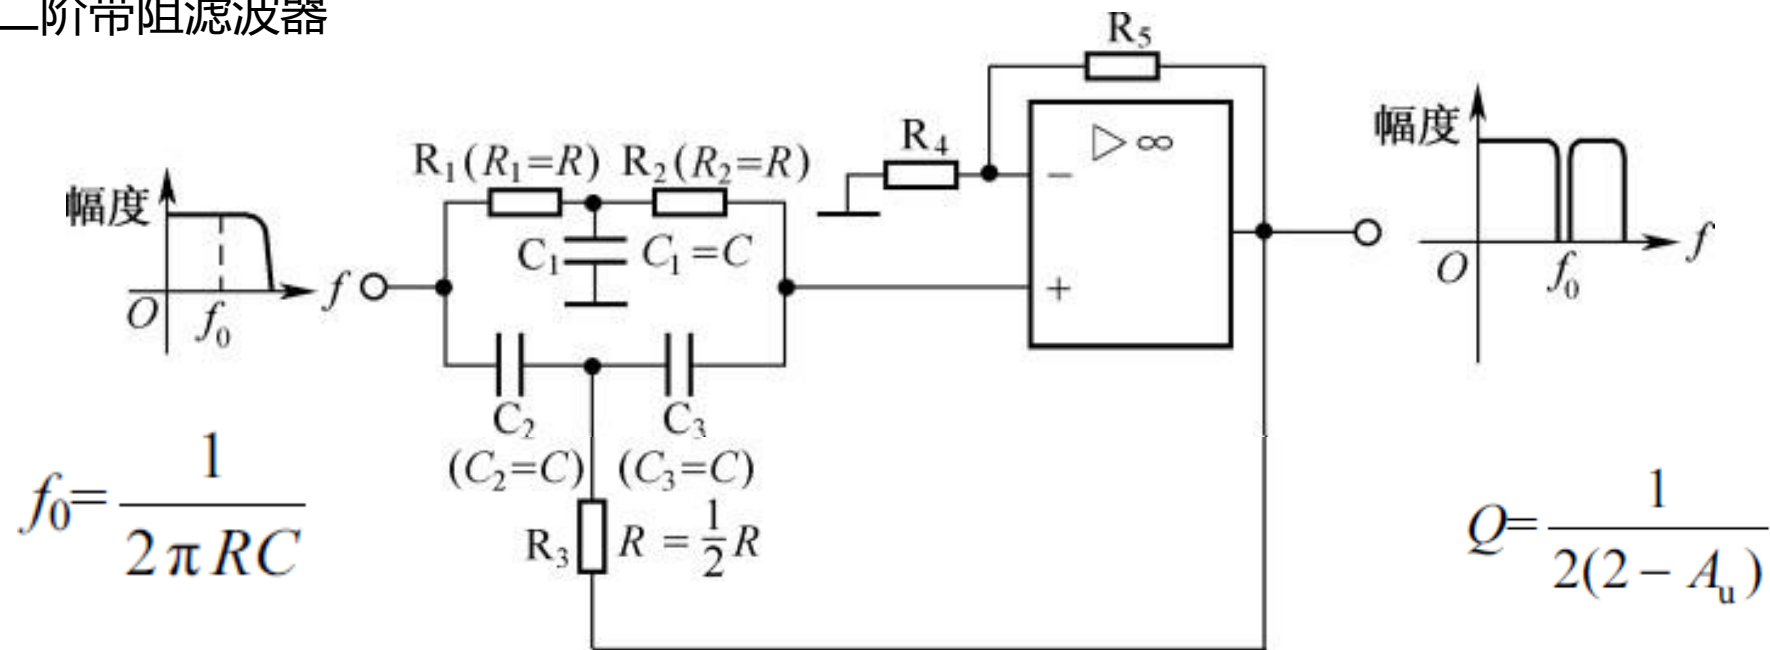 二阶带阻滤波器
R₅
幅度
R₄
▷∞
幅度
R₁(R₁=R) R₂(R₂=R)
−
C₁ C₁=C
O f₀ f
+
O f₀ f
C₂ C₃
(C₂=C) (C₃=C)
f₀=1/(2πRC)
R₃ R=1/2R
Q=1/(2(2−Aᵤ))